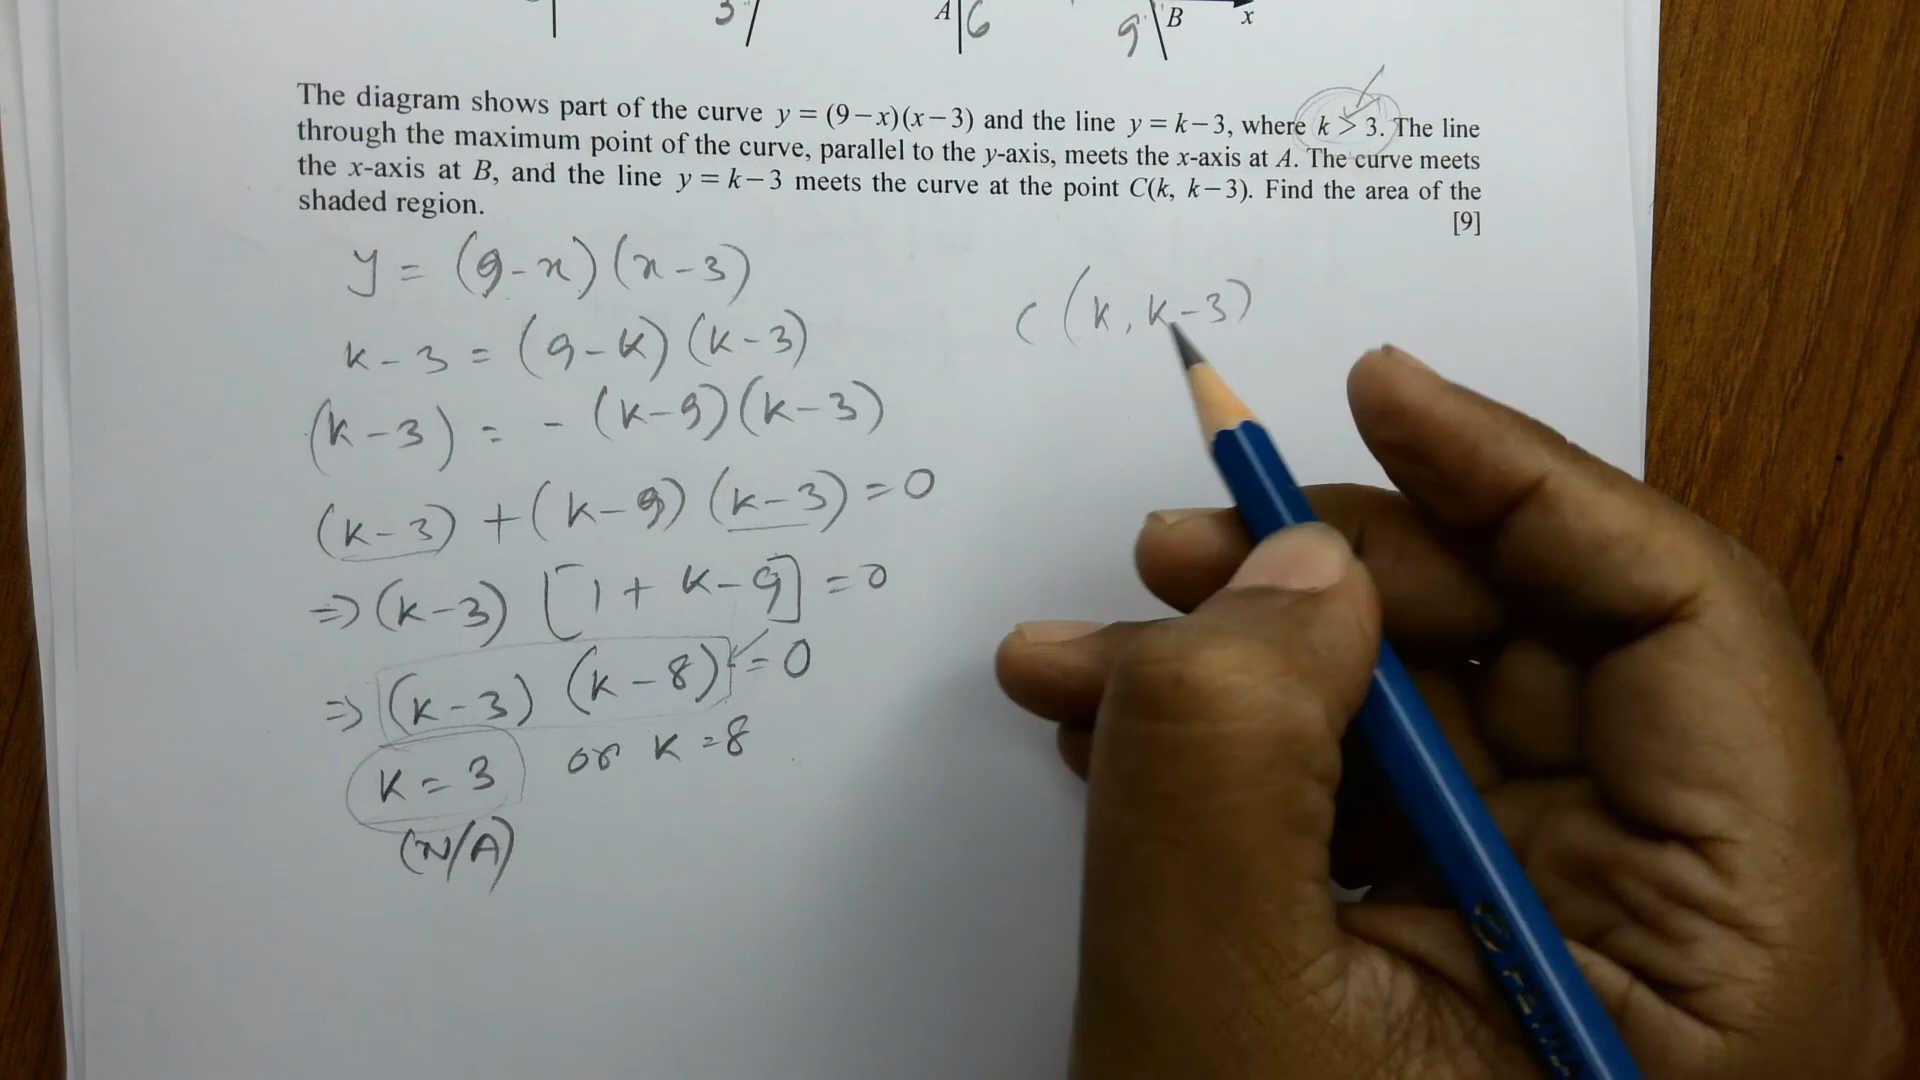 3 A 6 9 B x
The diagram shows part of the curve y = (9−x)(x−3) and the line y = k−3, where k > 3. The line
through the maximum point of the curve, parallel to the y-axis, meets the x-axis at A. The curve meets
the x-axis at B, and the line y = k−3 meets the curve at the point C(k, k−3). Find the area of the
shaded region.
[9]
y = (9-x)(x-3)
C(k, k-3)
k-3 = (9-k)(k-3)
(k-3) = -(k-9)(k-3)
(k-3) + (k-9)(k-3) = 0
⇒ (k-3) [1 + k-9] = 0
⇒ (k-3) (k-8) = 0
k = 3 or k = 8
(N/A)